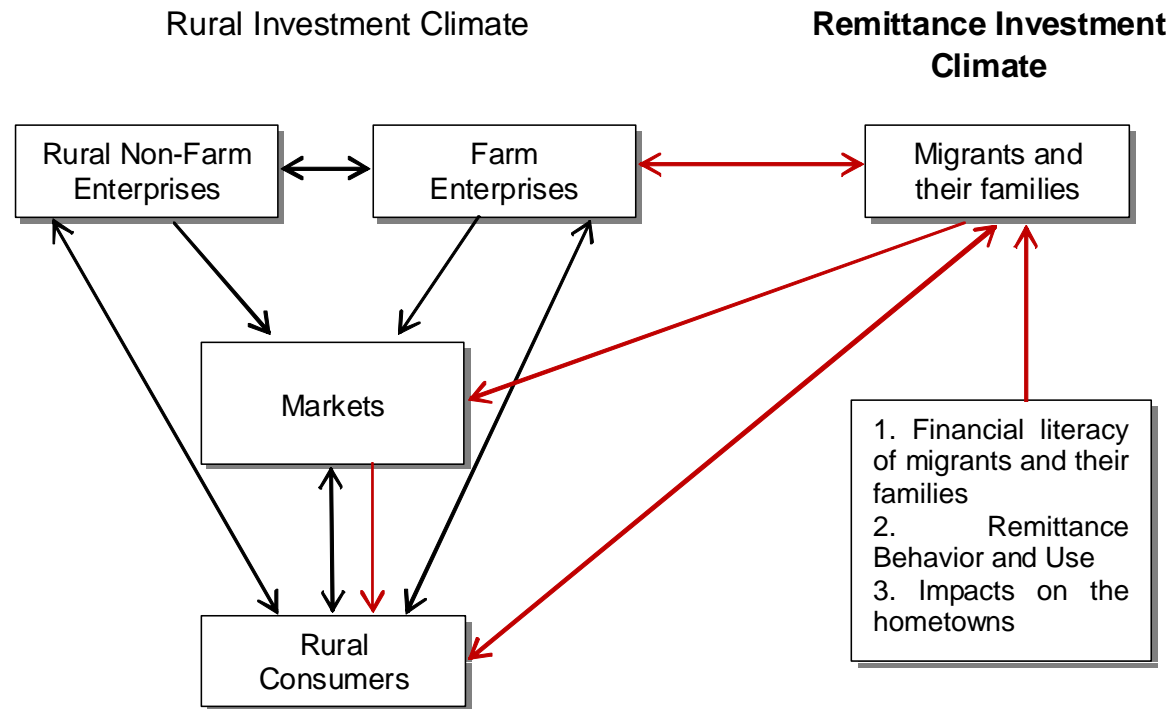 Rural Investment Climate
Remittance Investment
Climate
Rural Non-Farm
Enterprises
Farm
Enterprises
Migrants and
their families
Markets
1. Financial literacy
of migrants and their
families
2. Remittance
Behavior and Use
3. Impacts on the
hometowns
Rural
Consumers